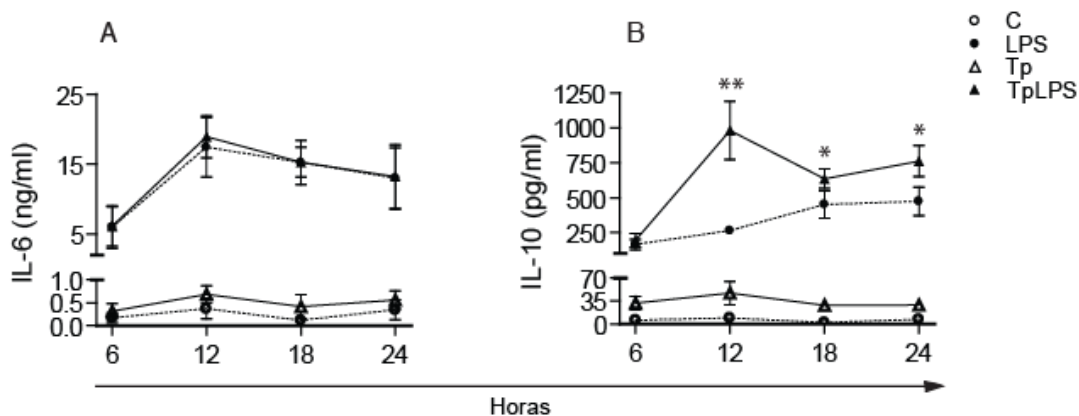 A
IL-6 (ng/ml)
25
15
5
1.0
0.5
0.0
6 12 18 24
B
IL-10 (pg/ml)
1250
1000
750
500
250
70
35
0
** * *
6 12 18 24
C
LPS
Tp
TpLPS
Horas